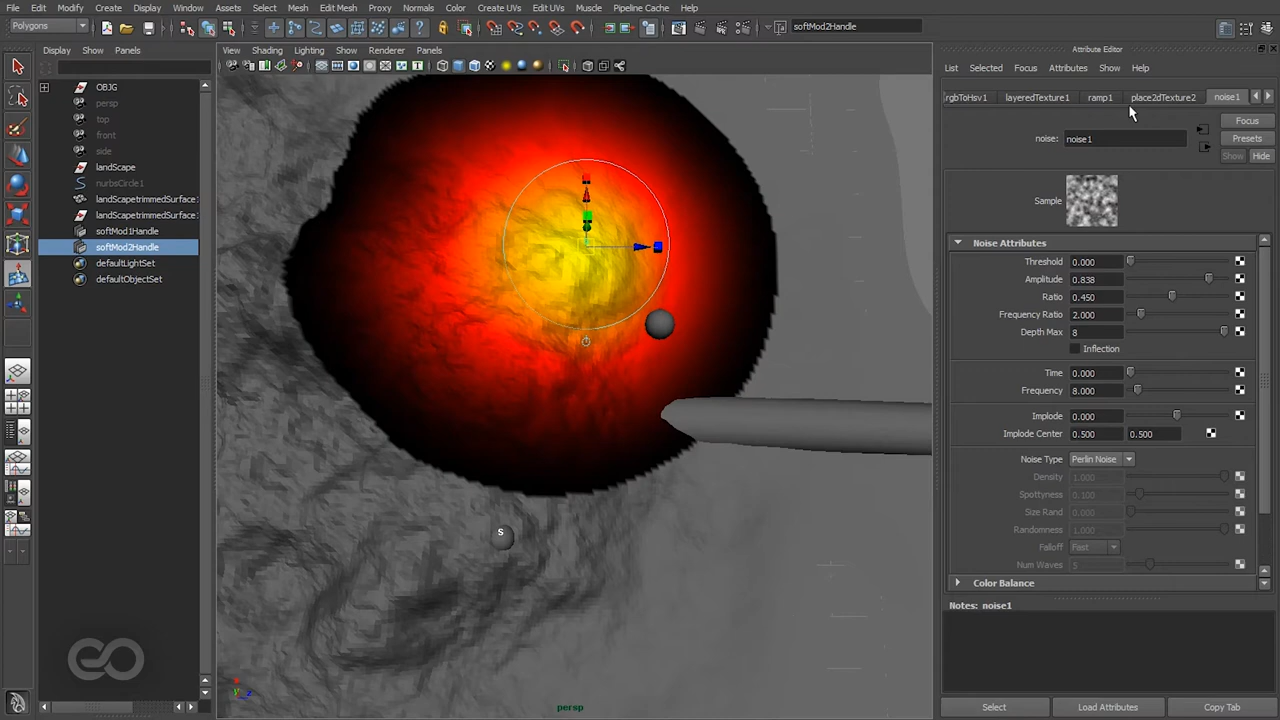 File Edit Modify Create Display Window Assets Select Mesh Edit Mesh Proxy Normals Color Create UVs Edit UVs Muscle Pipeline Cache Help
Polygons
softMod2Handle
Display Show Panels
View Shading Lighting Show Renderer Panels
Attribute Editor
List Selected Focus Attributes Show Help
OBJG
persp
top
front
side
landScape
nurbsCircle1
landScapetrimmedSurface:
landScapetrimmedSurface:
softMod1Handle
softMod2Handle
defaultLightSet
defaultObjectSet
rgbToHsv1 layeredTexture1 ramp1 place2dTexture2 noise1
Focus
noise: noise1
Presets
Show Hide
Sample
Noise Attributes
Threshold 0.000
Amplitude 0.838
Ratio 0.450
Frequency Ratio 2.000
Depth Max 8
Inflection
Time 0.000
Frequency 8.000
Implode 0.000
Implode Center 0.500 0.500
Noise Type Perlin Noise
Density 1.000
Spottyness 0.100
Size Rand 0.000
Randomness 1.000
Falloff Fast
Num Waves 5
Color Balance
Notes: noise1
Select Load Attributes Copy Tab
S
persp